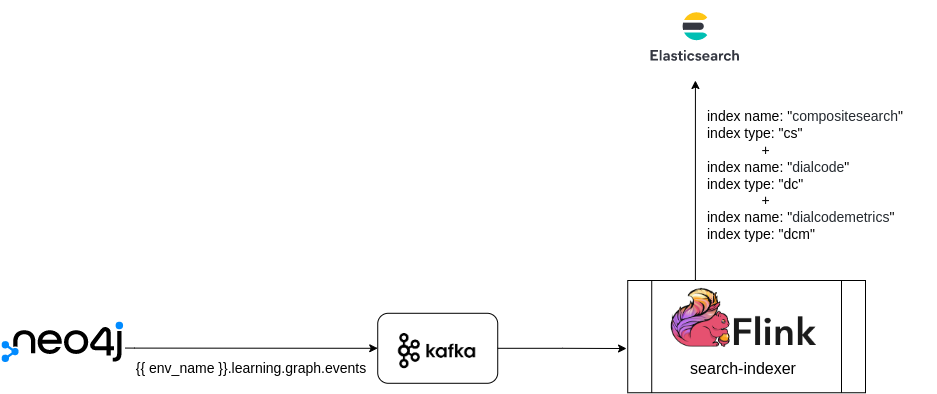 Elasticsearch
index name: "compositesearch"
index type: "cs"
+
index name: "dialcode"
index type: "dc"
+
index name: "dialcodemetrics"
index type: "dcm"
neo4j
{{ env_name }}.learning.graph.events
kafka
Flink
search-indexer